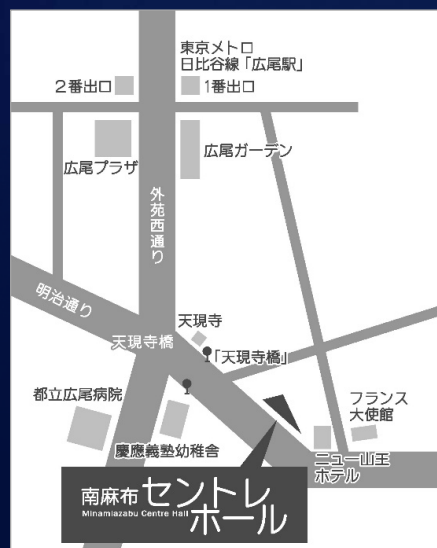 東京メトロ
日比谷線「広尾駅」
2番出口
1番出口
広尾プラザ
広尾ガーデン
外苑西通り
明治通り
天現寺
天現寺橋
「天現寺橋」
都立広尾病院
慶應義塾幼稚舎
フランス
大使館
ニュー山王
ホテル
南麻布 セントレ
Minamiazabu Centre Hall
ホール